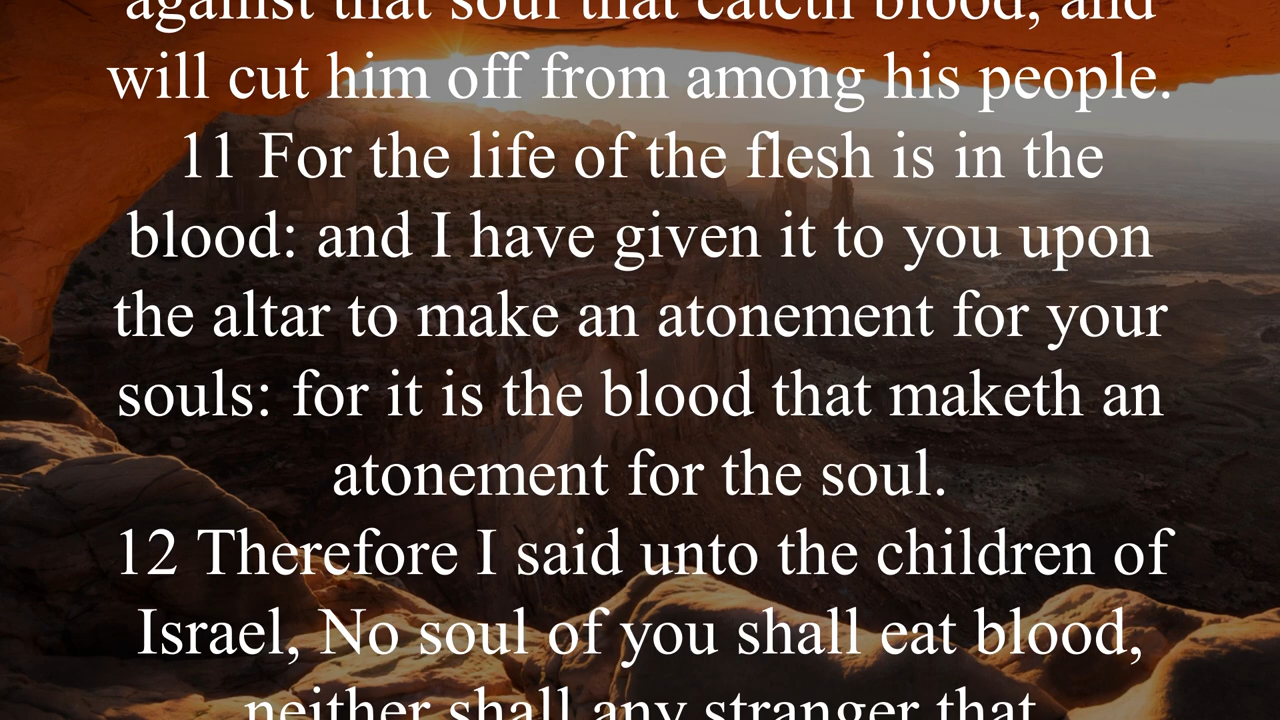 against that soul that eateth blood, and
will cut him off from among his people.
11 For the life of the flesh is in the
blood: and I have given it to you upon
the altar to make an atonement for your
souls: for it is the blood that maketh an
atonement for the soul.
12 Therefore I said unto the children of
Israel, No soul of you shall eat blood,
neither shall any stranger that